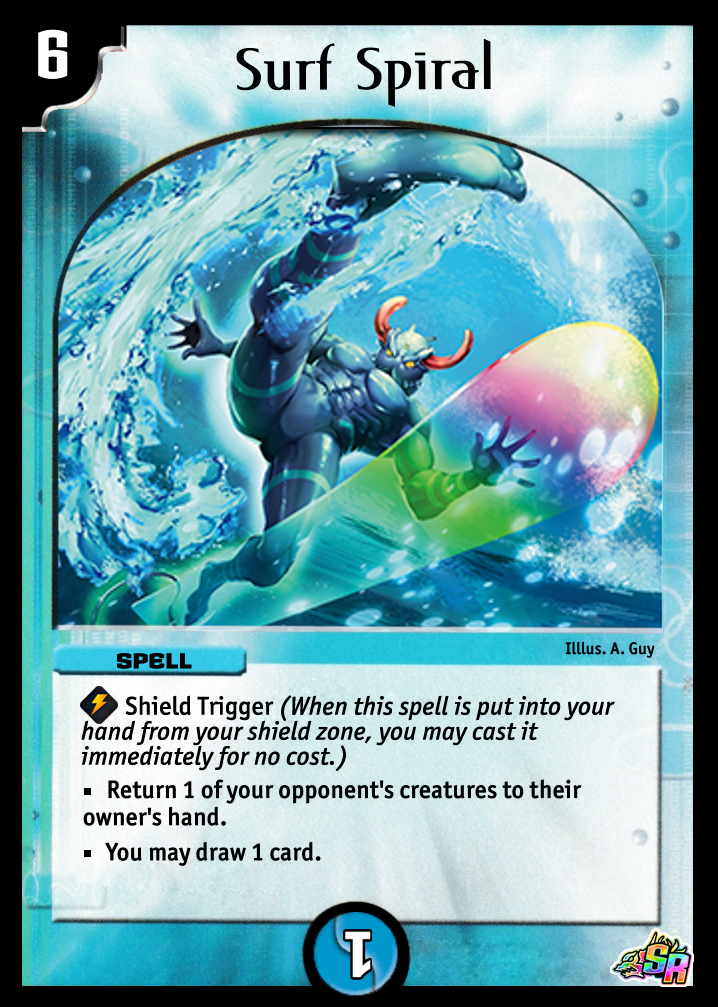 6
Surf Spiral
Illlus. A. Guy
SPELL
Shield Trigger (When this spell is put into your
hand from your shield zone, you may cast it
immediately for no cost.)
▪ Return 1 of your opponent's creatures to their
owner's hand.
▪ You may draw 1 card.
1
SR